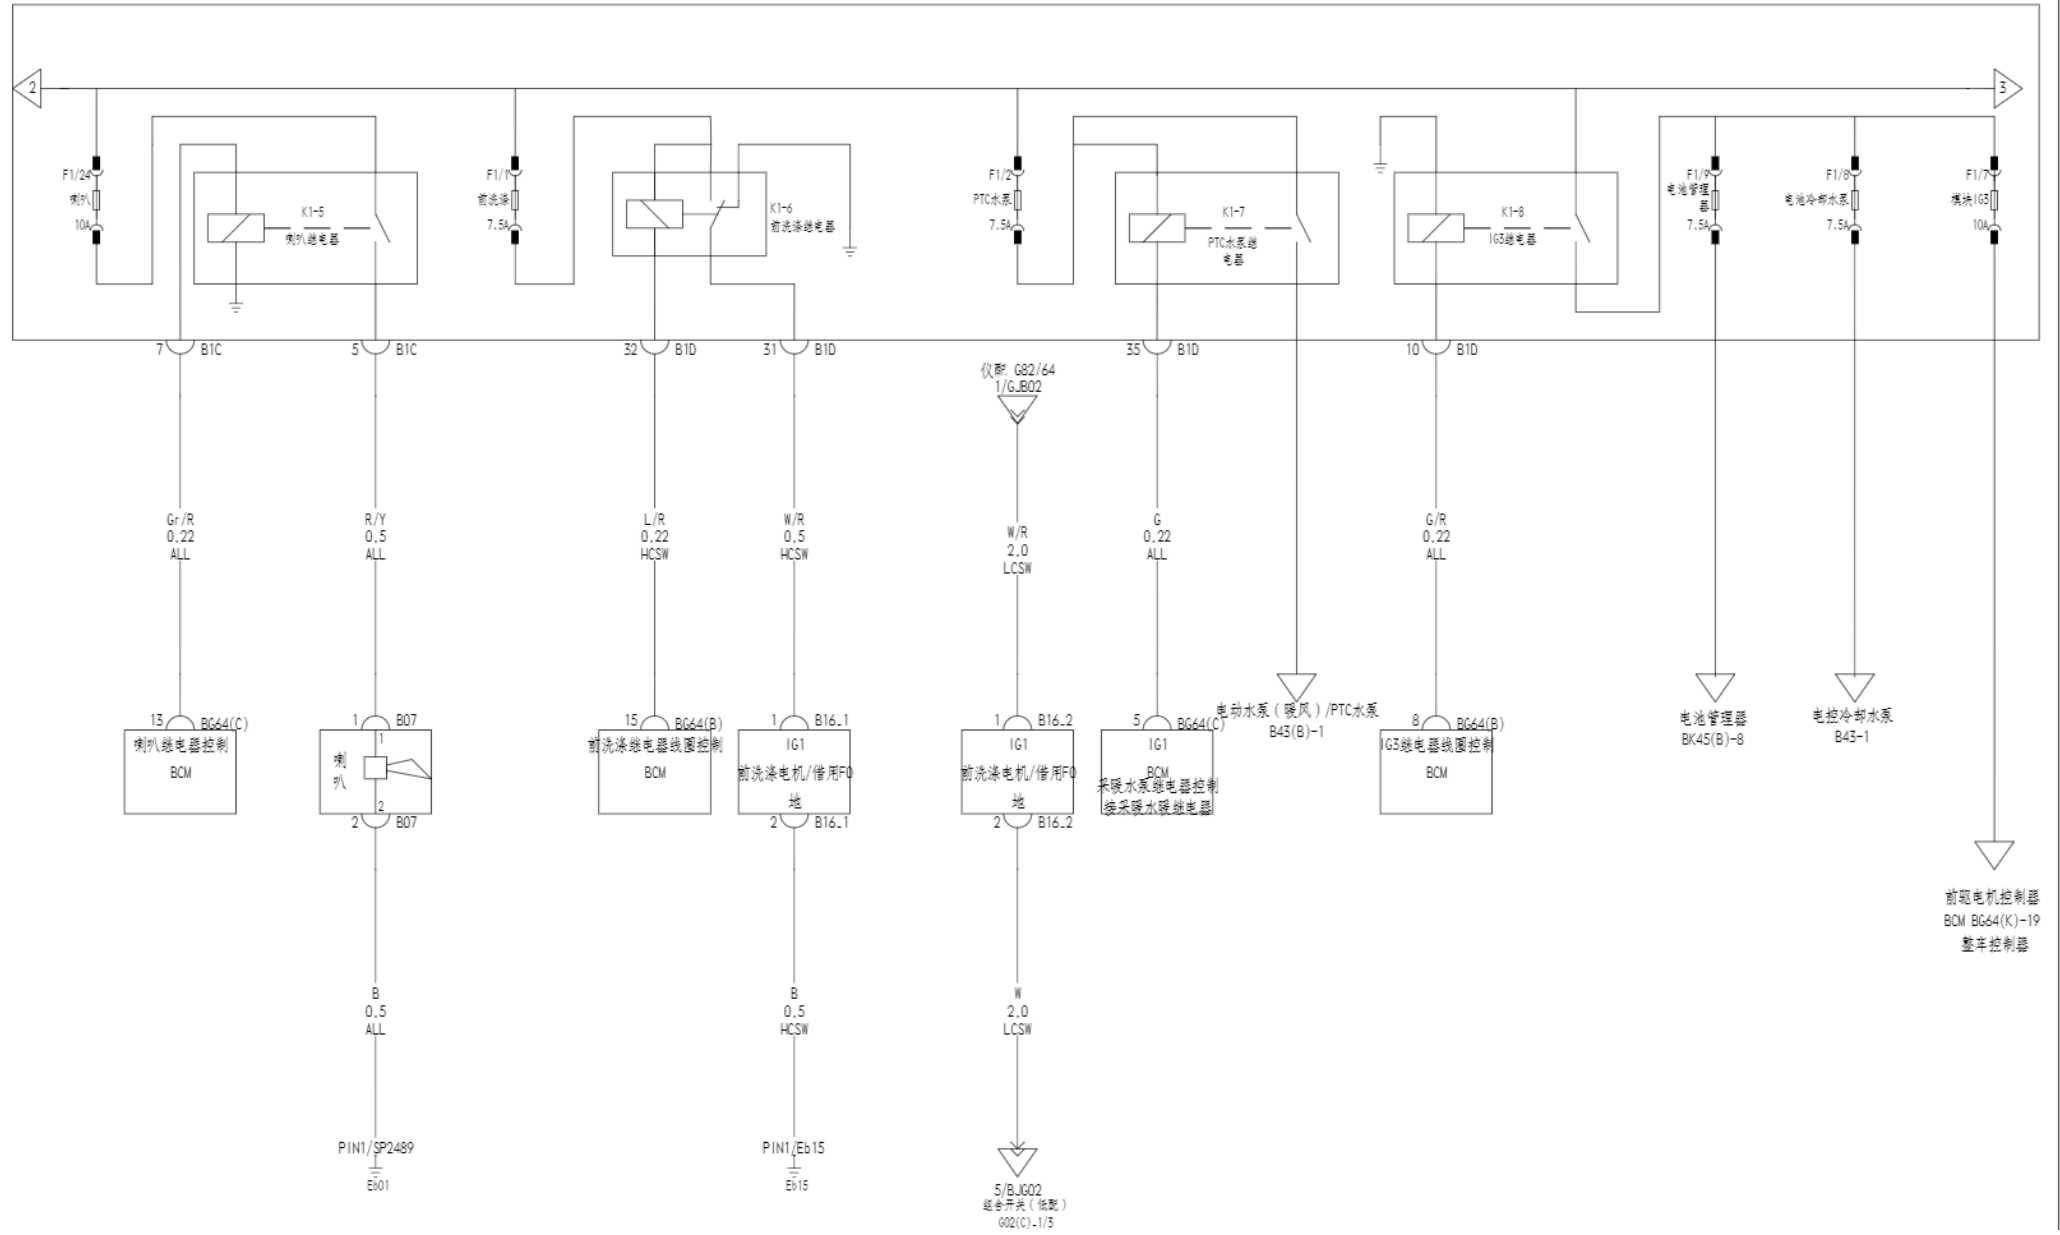 2
3
F1/24
喇叭
10A
K1-5
喇叭继电器
F1/1
前洗涤
7.5A
K1-6
前洗涤继电器
F1/2
PTC水泵
7.5A
K1-7
PTC水泵继
电器
K1-8
IG3继电器
F1/9
电池管理
器
7.5A
F1/8
电池冷却水泵
7.5A
F1/7
模块IG3
10A
7 B1C
5 B1C
32 B1D
31 B1D
35 B1D
10 B1D
仪配 G82/64
1/GJB02
Gr/R
0.22
ALL
R/Y
0.5
ALL
L/R
0.22
HCSW
W/R
0.5
HCSW
W/R
2.0
LCSW
G
0.22
ALL
G/R
0.22
ALL
13 BG64(C)
喇叭继电器控制
BCM
1 B07
1
喇
叭
2
2 B07
15 BG64(B)
前洗涤继电器线圈控制
BCM
1 B16_1
IG1
前洗涤电机/借用F0
地
2 B16_1
1 B16_2
IG1
前洗涤电机/借用F0
地
2 B16_2
5 BG64(C)
IG1
BCM
采暖水泵继电器控制
接采暖水暖继电器
电动水泵(暖风)/PTC水泵
B43(B)-1
8 BG64(B)
IG3继电器线圈控制
BCM
电池管理器
BK45(B)-8
电控冷却水泵
B43-1
前驱电机控制器
BCM BG64(K)-19
整车控制器
B
0.5
ALL
B
0.5
HCSW
W
2.0
LCSW
PIN1/SP2489
Eb01
PIN1/Eb15
Eb15
5/BJG02
组合开关(低配)
G02(C)_1/3